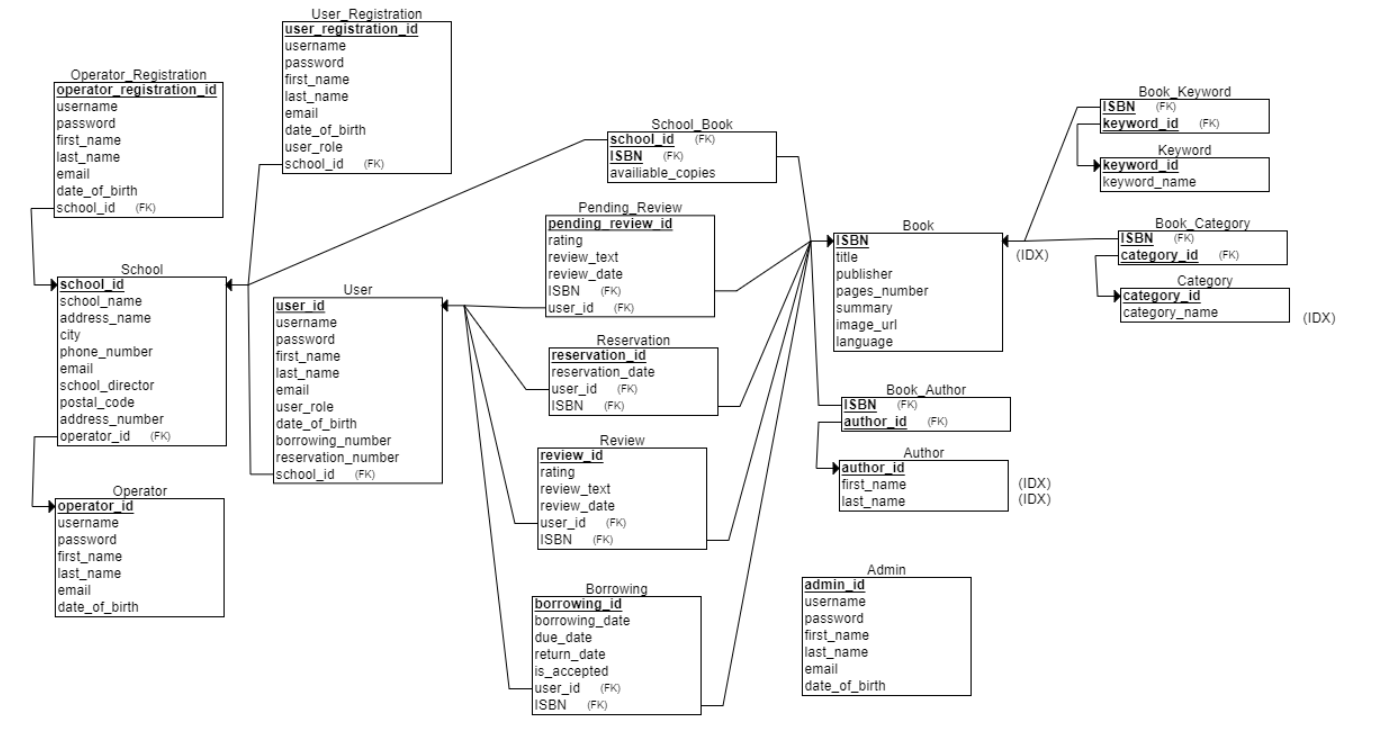 User_Registration
user_registration_id
username
password
first_name
last_name
email
date_of_birth
user_role
school_id (FK)
Operator_Registration
operator_registration_id
username
password
first_name
last_name
email
date_of_birth
school_id (FK)
School
school_id
school_name
address_name
city
phone_number
email
school_director
postal_code
address_number
operator_id (FK)
Operator
operator_id
username
password
first_name
last_name
email
date_of_birth
User
user_id
username
password
first_name
last_name
email
user_role
date_of_birth
borrowing_number
reservation_number
school_id (FK)
School_Book
school_id (FK)
ISBN (FK)
availiable_copies
Pending_Review
pending_review_id
rating
review_text
review_date
ISBN (FK)
user_id (FK)
Reservation
reservation_id
reservation_date
user_id (FK)
ISBN (FK)
Review
review_id
rating
review_text
review_date
user_id (FK)
ISBN (FK)
Borrowing
borrowing_id
borrowing_date
due_date
return_date
is_accepted
user_id (FK)
ISBN (FK)
Book
ISBN
title (IDX)
publisher
pages_number
summary
image_url
language
Book_Author
ISBN (FK)
author_id (FK)
Author
author_id
first_name (IDX)
last_name (IDX)
Admin
admin_id
username
password
first_name
last_name
email
date_of_birth
Book_Keyword
ISBN (FK)
keyword_id (FK)
Keyword
keyword_id
keyword_name
Book_Category
ISBN (FK)
category_id (FK)
Category
category_id
category_name (IDX)